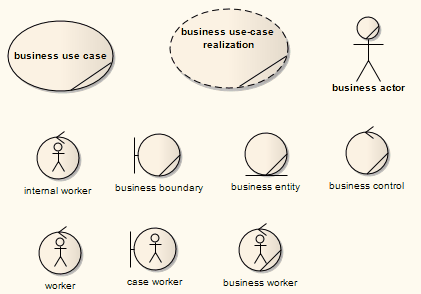 business use case
business use-case
realization
business actor
internal worker
business boundary
business entity
business control
worker
case worker
business worker